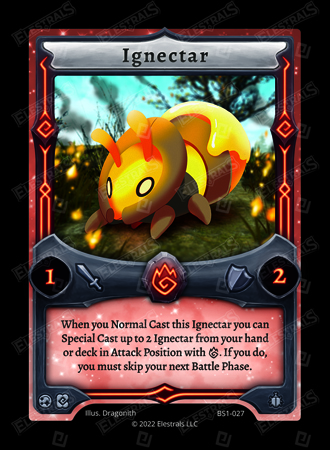 Ignectar
1
2
When you Normal Cast this Ignectar you can
Special Cast up to 2 Ignectar from your hand
or deck in Attack Position with . If you do,
you must skip your next Battle Phase.
Illus. Dragonith
BS1-027
© 2022 Elestrals LLC
ELESTRALS